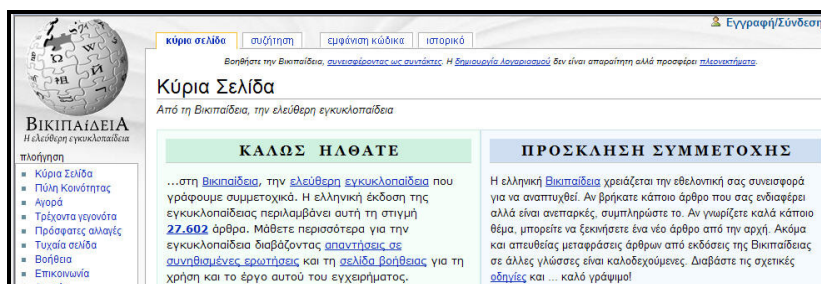 Εγγραφή/Σύνδεση
κύρια σελίδα συζήτηση εμφάνιση κώδικα ιστορικό
Βοηθήστε την Βικιπαίδεια, συνεισφέροντας ως συντάκτες. Η δημιουργία λογαριασμού δεν είναι απαραίτητη αλλά προσφέρει πλεονεκτήματα.
Κύρια Σελίδα
Από τη Βικιπαίδεια, την ελεύθερη εγκυκλοπαίδεια
ΒΙΚΙΠΑίΔΕΙΑ
Η ελεύθερη εγκυκλοπαίδεια
πλοήγηση
Κύρια Σελίδα
Πύλη Κοινότητας
Αγορά
Τρέχοντα γεγονότα
Πρόσφατες αλλαγές
Τυχαία σελίδα
Βοήθεια
Επικοινωνία
ΚΑΛΩΣ ΗΛΘΑΤΕ
...στη Βικιπαίδεια, την ελεύθερη εγκυκλοπαίδεια που
γράφουμε συμμετοχικά. Η ελληνική έκδοση της
εγκυκλοπαίδειας περιλαμβάνει αυτή τη στιγμή
27.602 άρθρα. Μάθετε περισσότερα για την
εγκυκλοπαίδεια διαβάζοντας απαντήσεις σε
συνηθισμένες ερωτήσεις και τη σελίδα βοήθειας για τη
χρήση και το έργο αυτού του εγχειρήματος.
ΠΡΟΣΚΛΗΣΗ ΣΥΜΜΕΤΟΧΗΣ
Η ελληνική Βικιπαίδεια χρειάζεται την εθελοντική σας συνεισφορά
για να αναπτυχθεί. Αν βρήκατε κάποιο άρθρο που σας ενδιαφέρει
αλλά είναι ανεπαρκές, συμπληρώστε το. Αν γνωρίζετε καλά κάποιο
θέμα, μπορείτε να ξεκινήσετε ένα νέο άρθρο από την αρχή. Ακόμα
και απευθείας μεταφράσεις άρθρων από εκδόσεις της Βικιπαίδειας
σε άλλες γλώσσες είναι καλοδεχούμενες. Διαβάστε τις σχετικές
οδηγίες και ... καλό γράψιμο!